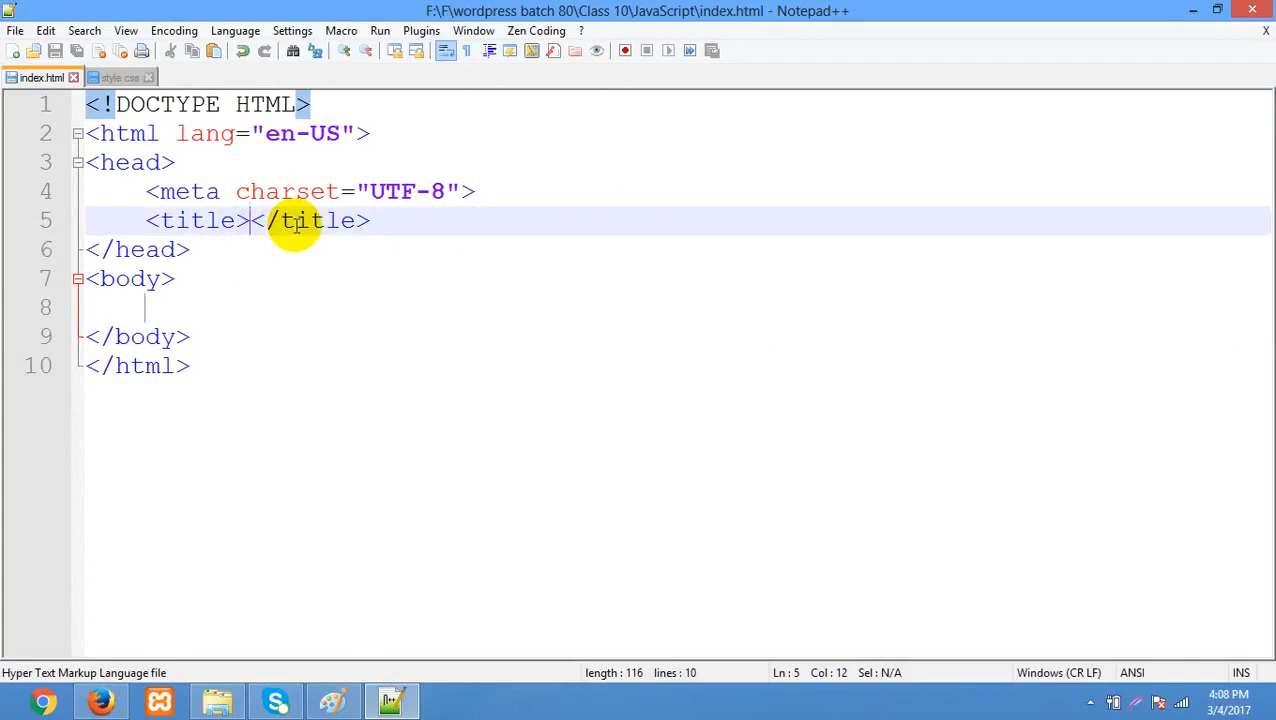 F:\F\wordpress batch 80\Class 10\JavaScript\index.html - Notepad++
File Edit Search View Encoding Language Settings Macro Run Plugins Window Zen Coding ? X
index.html style.css
1 <!DOCTYPE HTML>
2 <html lang="en-US">
3 <head>
4 <meta charset="UTF-8">
5 <title></title>
6 </head>
7 <body>
8
9 </body>
10 </html>
Hyper Text Markup Language file length : 116 lines : 10 Ln : 5 Col : 12 Sel : N/A Windows (CR LF) ANSI INS
4:08 PM
3/4/2017